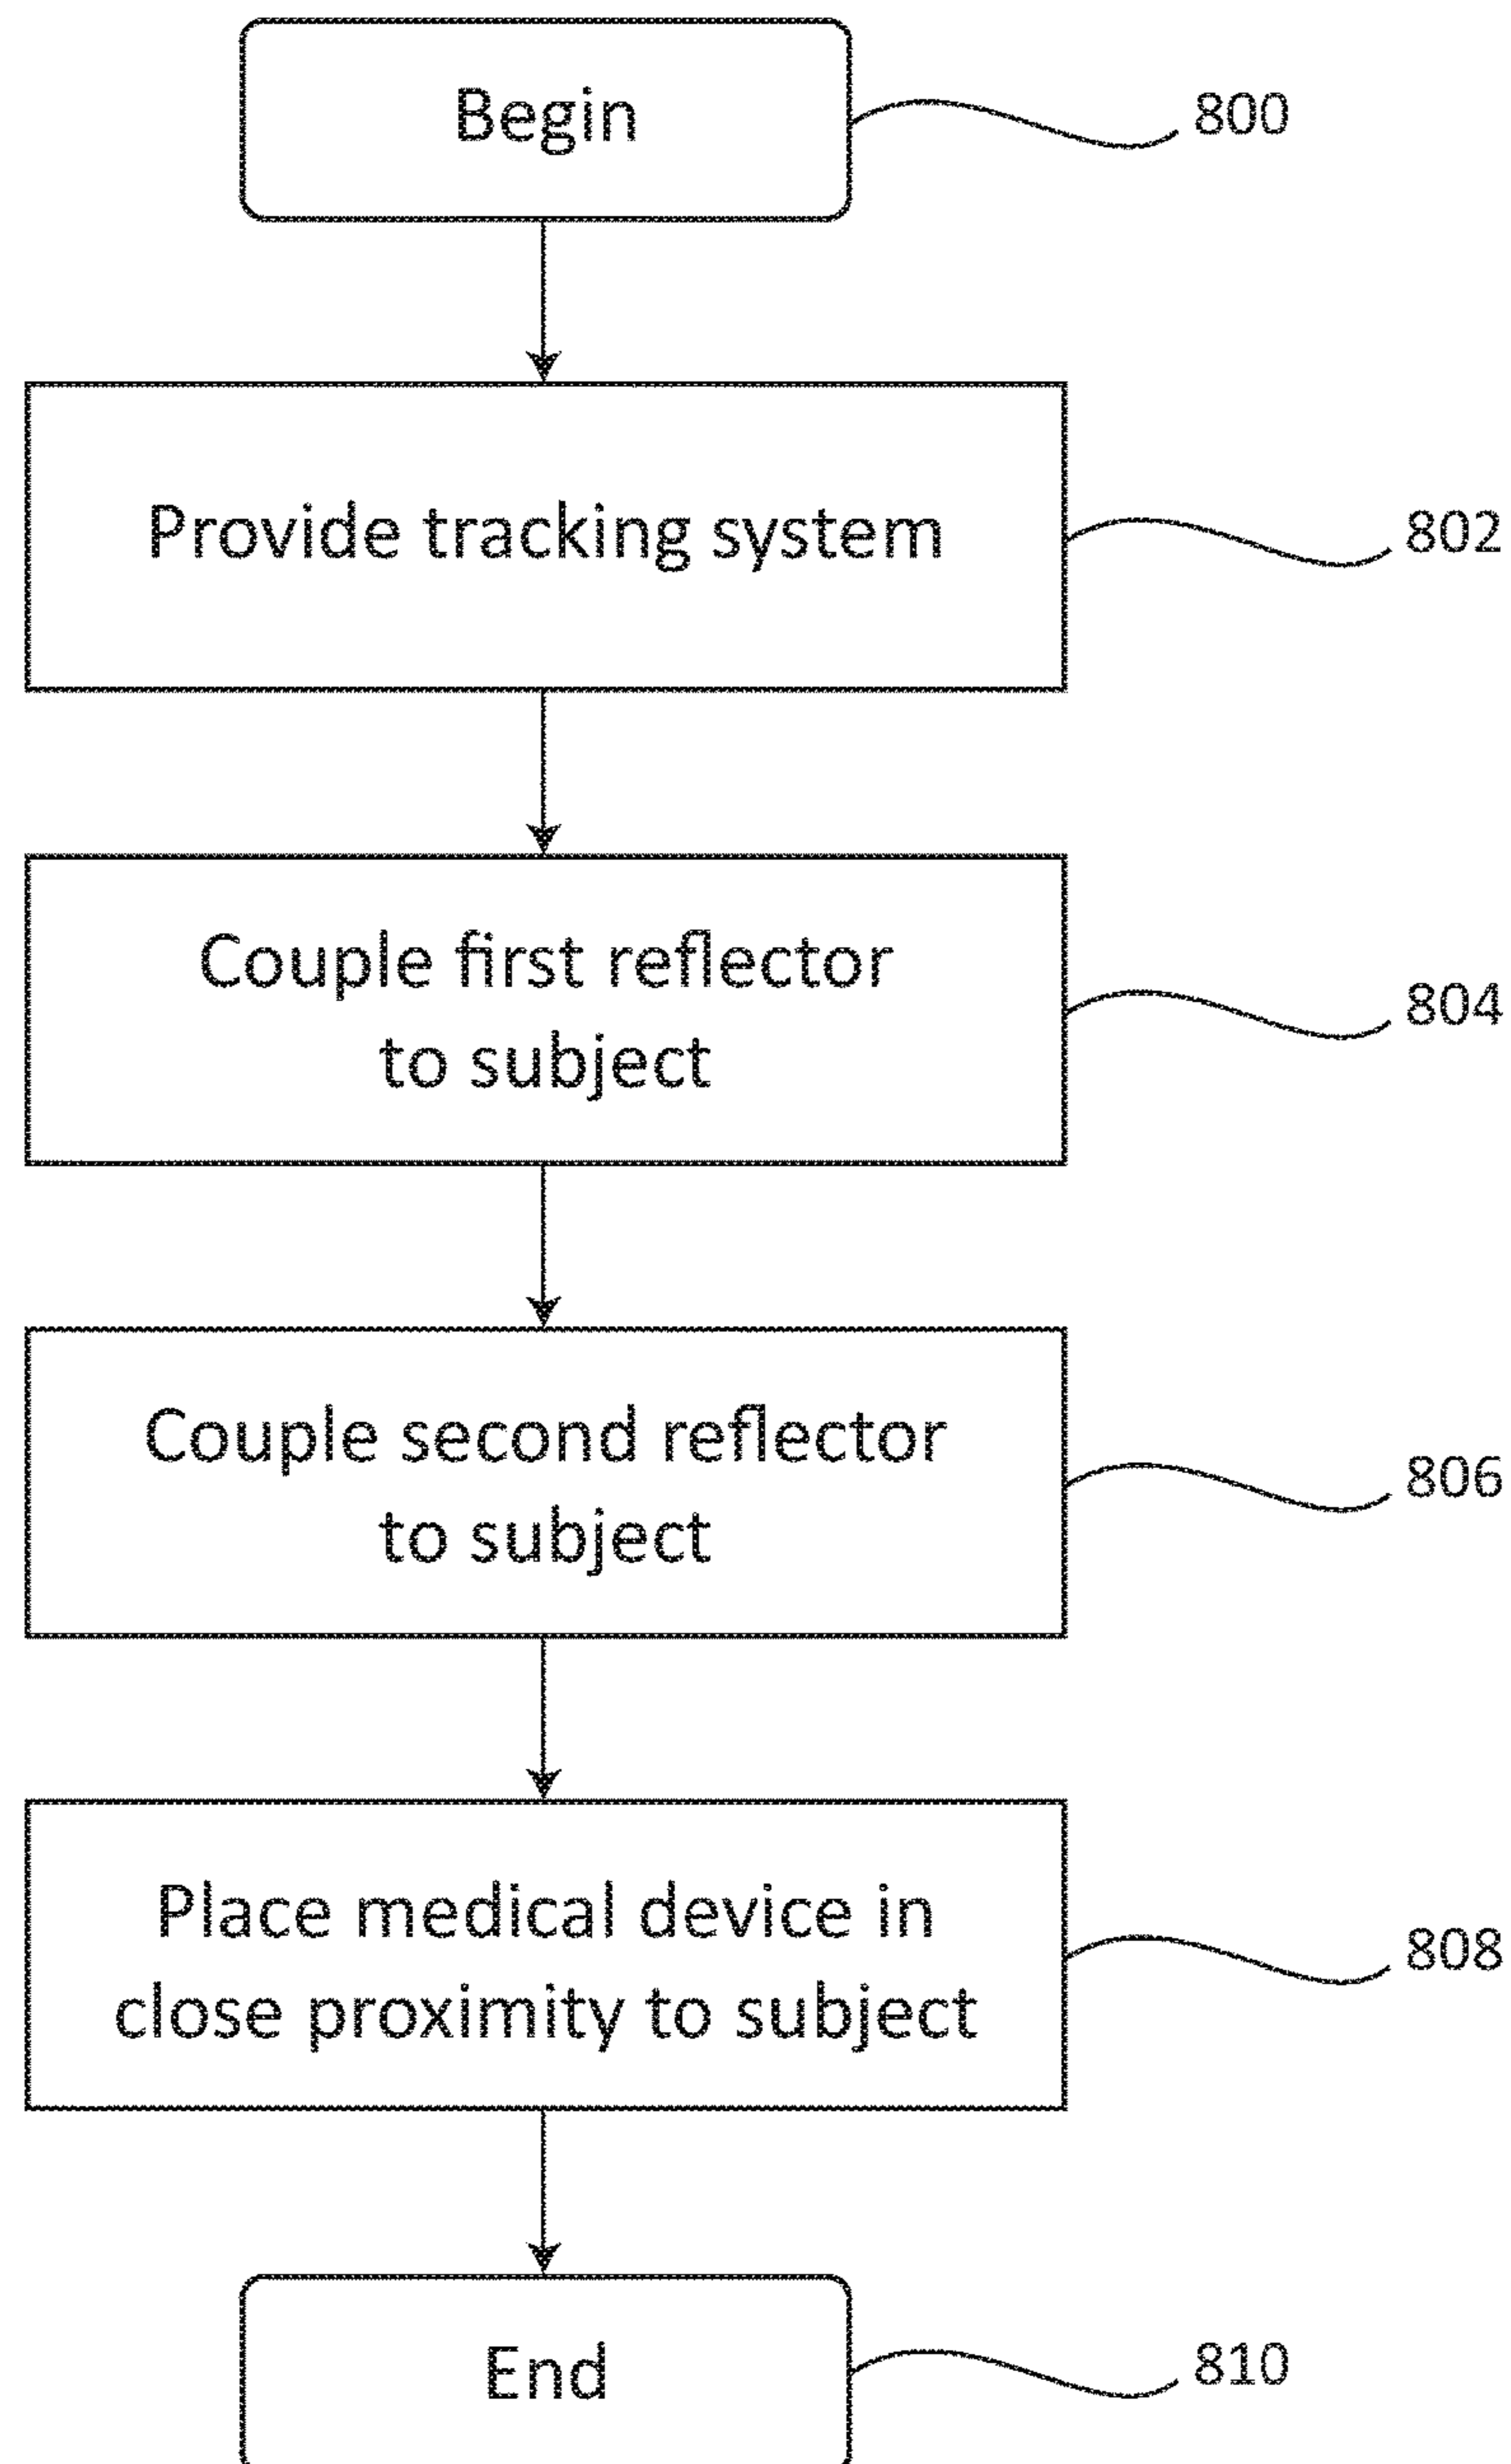 Begin
800
Provide tracking system
802
Couple first reflector
to subject
804
Couple second reflector
to subject
806
Place medical device in
close proximity to subject
808
End
810